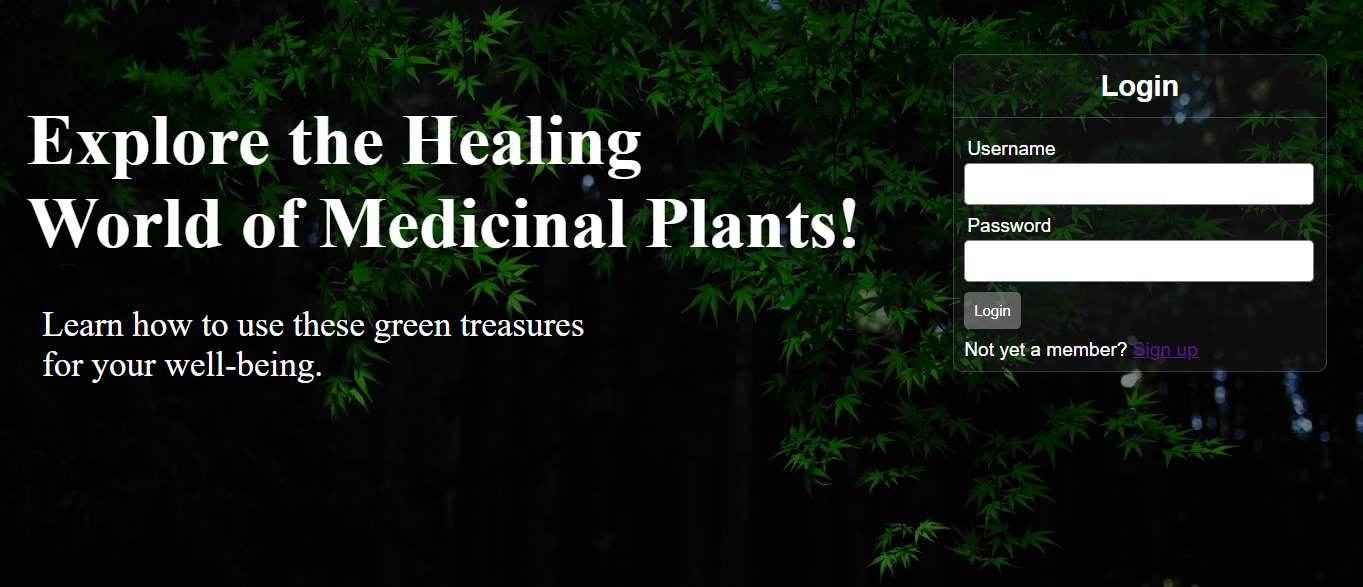 Explore the Healing
World of Medicinal Plants!
Learn how to use these green treasures
for your well-being.
Login
Username
Password
Login
Not yet a member? Sign up